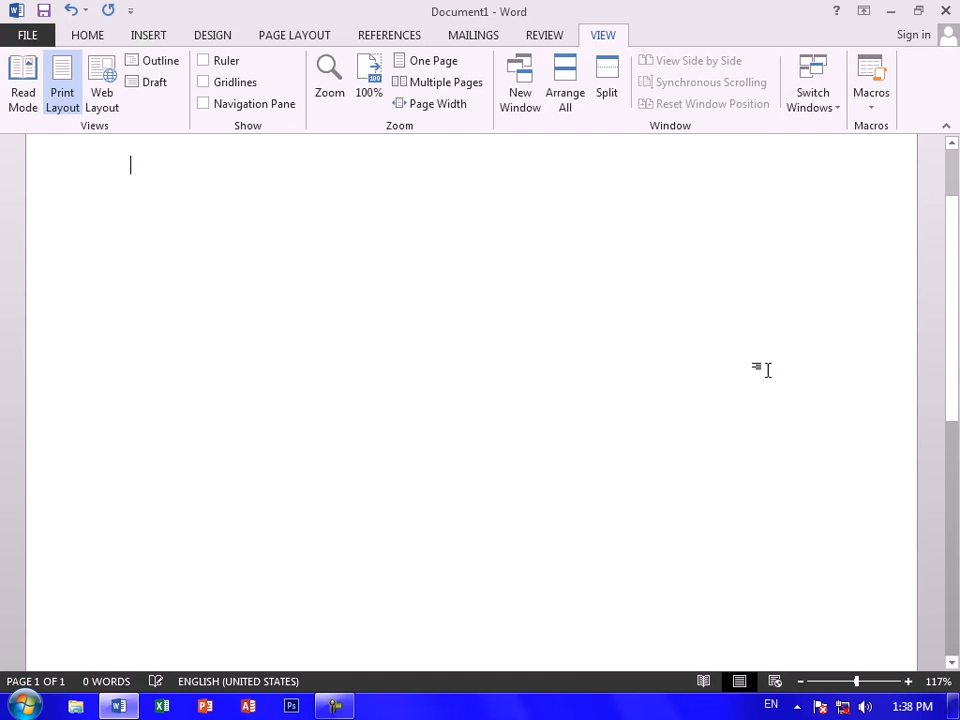 Document1 - Word
FILE HOME INSERT DESIGN PAGE LAYOUT REFERENCES MAILINGS REVIEW VIEW Sign in
Read Mode
Print Layout
Web Layout
Outline
Draft
Views
Ruler
Gridlines
Navigation Pane
Show
Zoom
100
100%
One Page
Multiple Pages
Page Width
Zoom
New Window
Arrange All
Split
View Side by Side
Synchronous Scrolling
Reset Window Position
Window
Switch Windows
Macros
Macros
PAGE 1 OF 1 0 WORDS ENGLISH (UNITED STATES) 117%
EN 1:38 PM